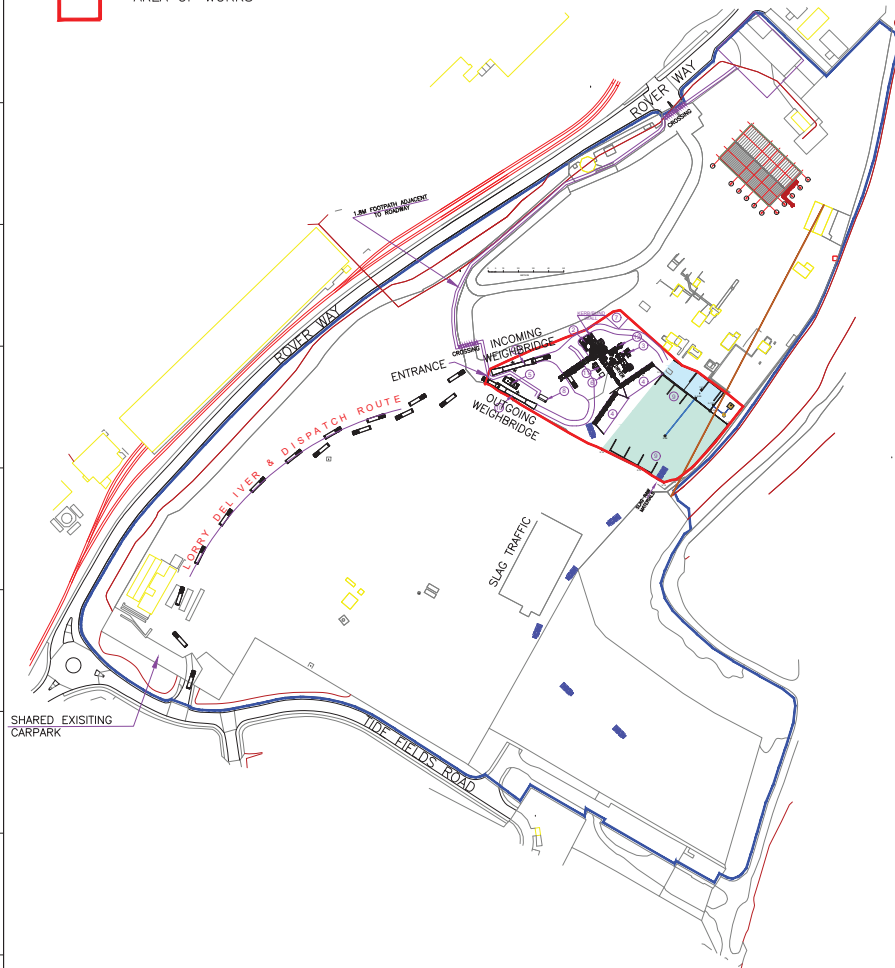 AREA OF WORKS
ROVER WAY
CROSSING
1.8M FOOTPATH ADJACENT
TO ROADWAY
ROVER WAY
CROSSING
INCOMING
WEIGHBRIDGE
ENTRANCE
OUTGOING
WEIGHBRIDGE
LORRY DELIVER & DISPATCH ROUTE
SLAG TRAFFIC
SHARED EXISITING
CARPARK
TIDE FIELDS ROAD